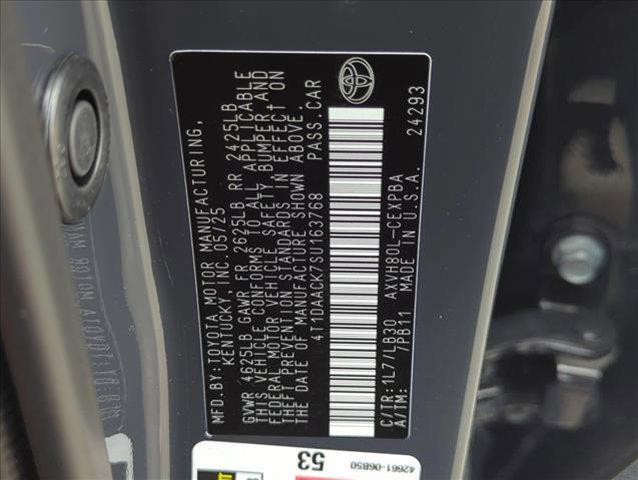 MFD.BY:TOYOTA MOTOR MANUFACTURING,
KENTUCKY, INC. 05/25
GVWR 4625LB GAWR FR 2625LB RR 2425LB
THIS VEHICLE CONFORMS TO ALL APPLICABLE
FEDERAL MOTOR VEHICLE SAFETY, BUMPER AND
THEFT PREVENTION STANDARDS IN EFFECT ON
THE DATE OF MANUFACTURE SHOWN ABOVE.
4T1DAACK7SU163768 PASS.CAR
C/TR:1L7/LB30 AXVH80L-CEXPBA
A/TM: /PB11 MADE IN U.S.A. 24293
53
42661-06B50